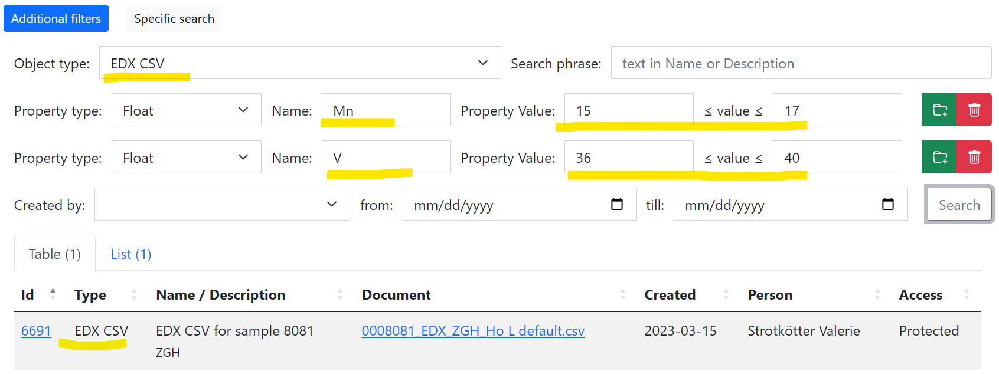 Additional filters Specific search
Object type: EDX CSV Search phrase: text in Name or Description
Property type: Float Name: Mn Property Value: 15 ≤ value ≤ 17
Property type: Float Name: V Property Value: 36 ≤ value ≤ 40
Created by: from: mm/dd/yyyy till: mm/dd/yyyy Search
Table (1) List (1)
Id Type Name / Description Document Created Person Access
6691 EDX CSV EDX CSV for sample 8081 0008081_EDX_ZGH_Ho L default.csv 2023-03-15 Strotkötter Valerie Protected
ZGH